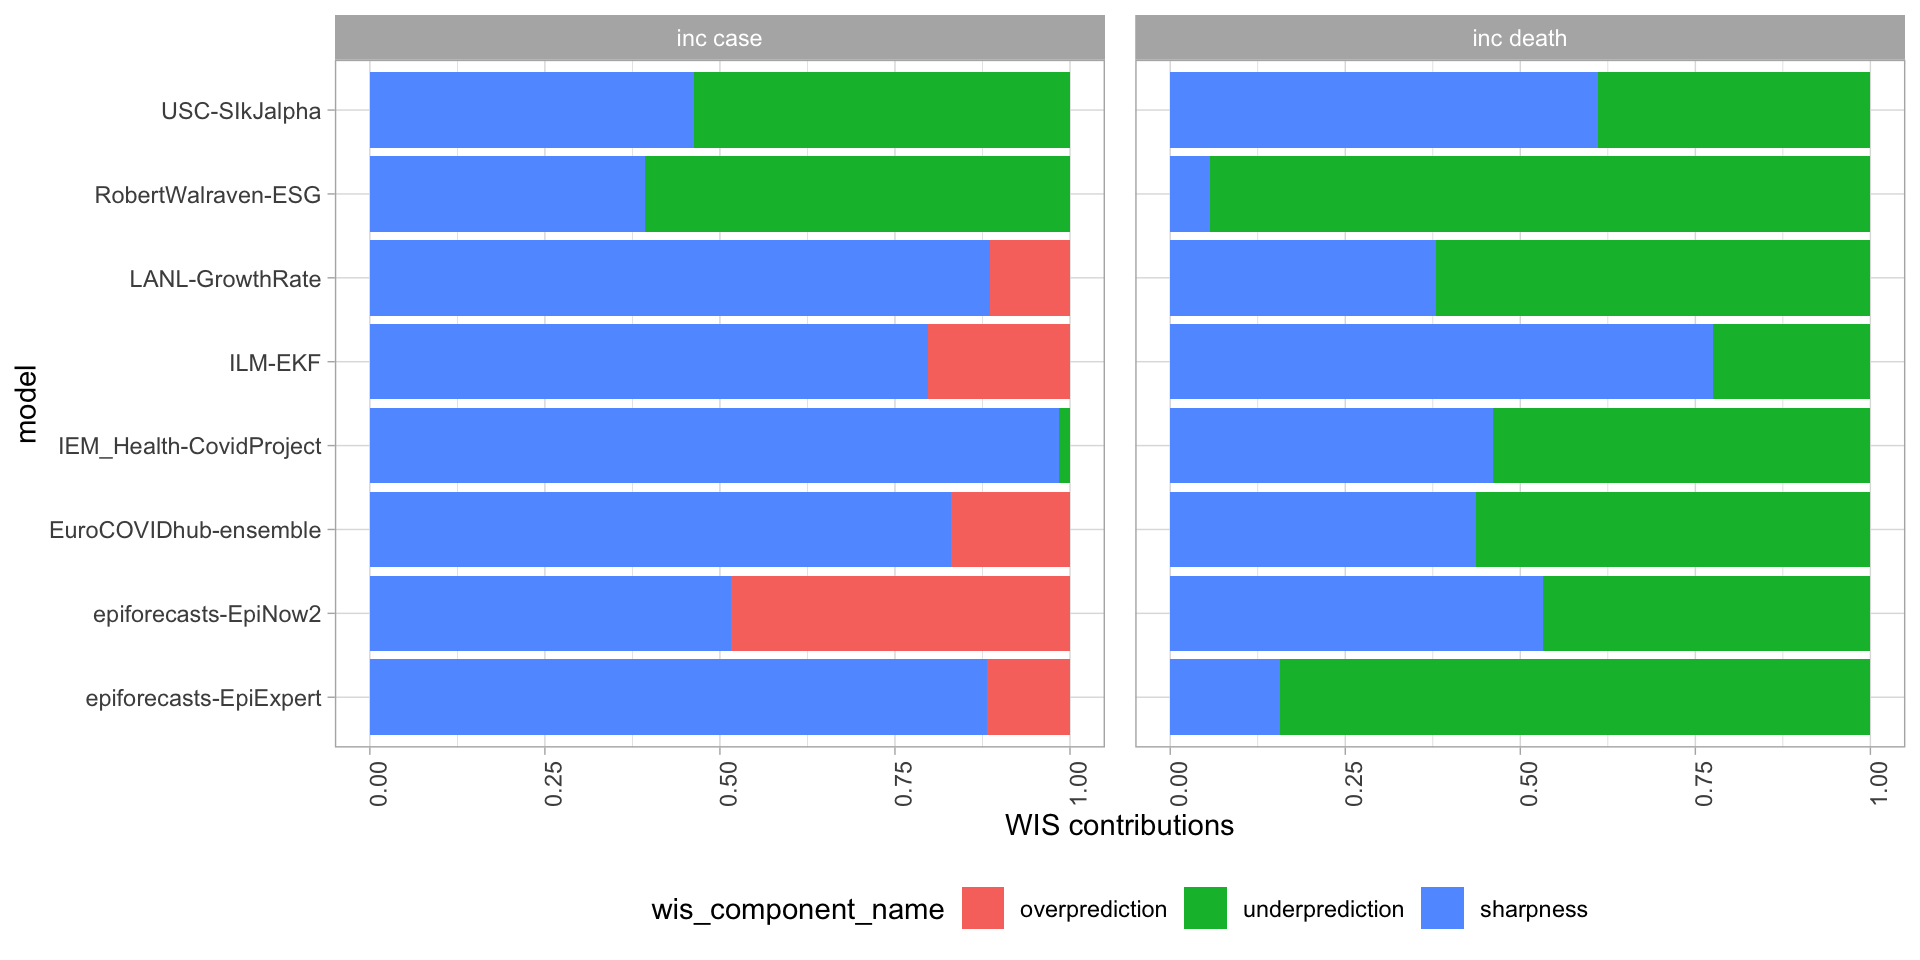 inc case
inc death
model
USC-SIkJalpha
RobertWalraven-ESG
LANL-GrowthRate
ILM-EKF
IEM_Health-CovidProject
EuroCOVIDhub-ensemble
epiforecasts-EpiNow2
epiforecasts-EpiExpert
0.00 0.25 0.50 0.75 1.00
0.00 0.25 0.50 0.75 1.00
WIS contributions
wis_component_name overprediction underprediction sharpness